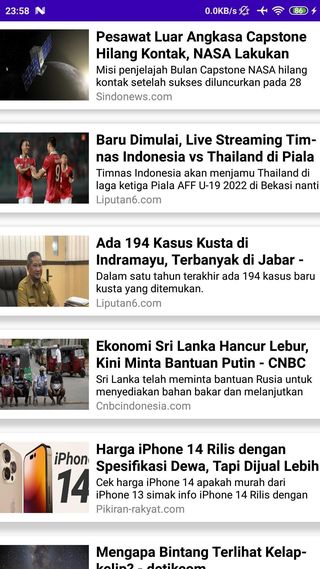 23:58
0.0KB/s
86
Pesawat Luar Angkasa Capstone
Hilang Kontak, NASA Lakukan
Misi penjelajah Bulan Capstone NASA hilang
kontak setelah sukses diluncurkan pada 28
Sindonews.com
Baru Dimulai, Live Streaming Tim-
nas Indonesia vs Thailand di Piala
Timnas Indonesia akan menjamu Thailand di
laga ketiga Piala AFF U-19 2022 di Bekasi nanti
Liputan6.com
Ada 194 Kasus Kusta di
Indramayu, Terbanyak di Jabar -
Dalam satu tahun terakhir ada 194 kasus baru
kusta yang ditemukan.
Liputan6.com
Ekonomi Sri Lanka Hancur Lebur,
Kini Minta Bantuan Putin - CNBC
Sri Lanka telah meminta bantuan Rusia untuk
menyediakan bahan bakar dan melanjutkan
Cnbcindonesia.com
iPhone
14
Harga iPhone 14 Rilis dengan
Spesifikasi Dewa, Tapi Dijual Lebih
Cek harga iPhone 14 apakah murah dari
iPhone 13 simak info iPhone 14 Rilis dengan
Pikiran-rakyat.com
Mengapa Bintang Terlihat Kelap-
kelip? - detikcom